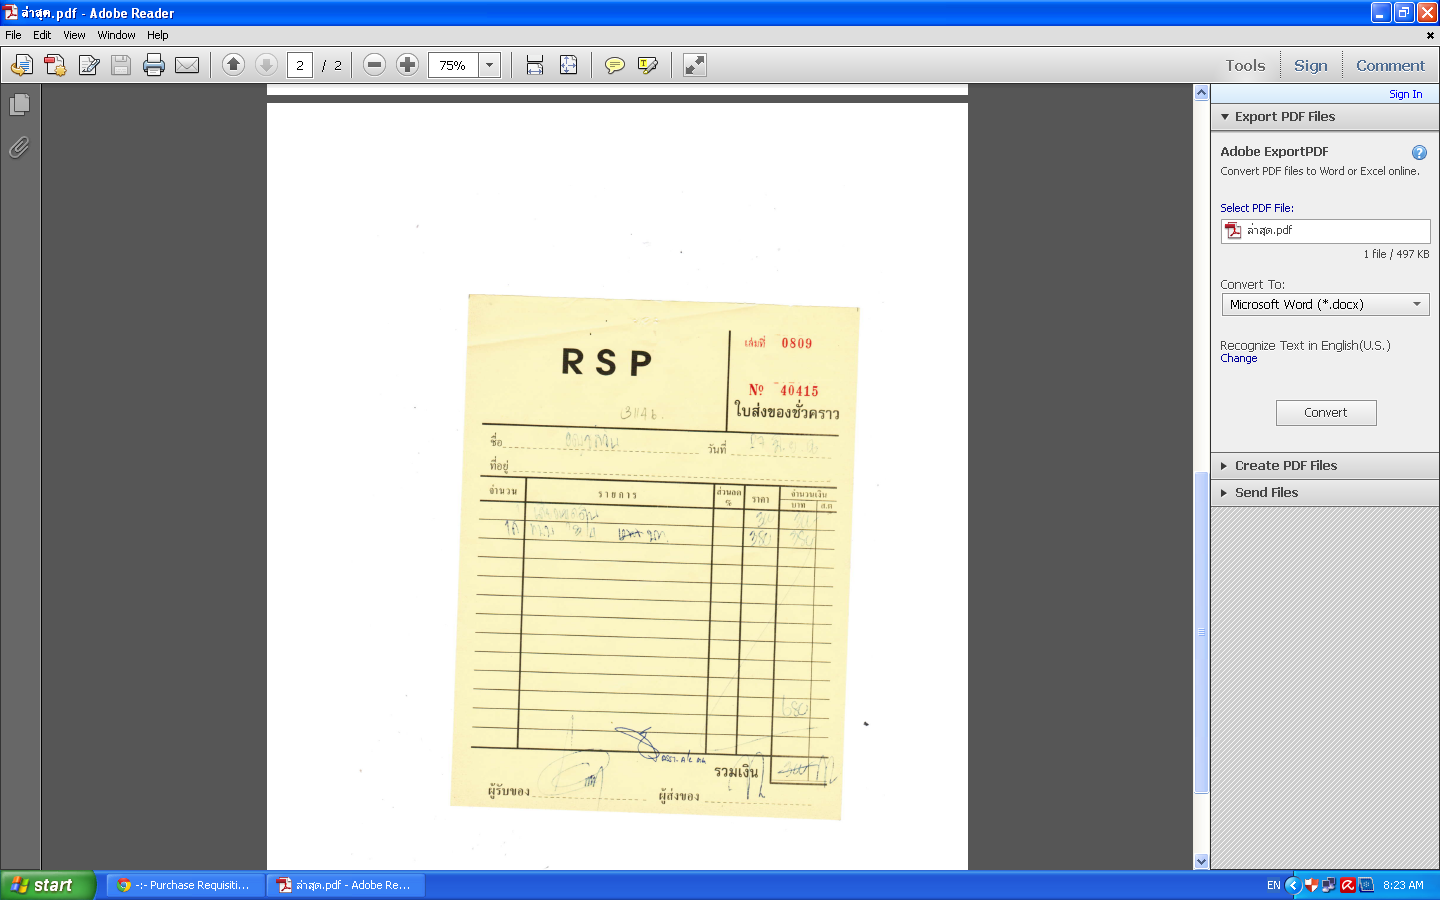 ล่าสุด.pdf - Adobe Reader
File Edit View Window Help
2 / 2 75% Tools Sign Comment
Sign In
Export PDF Files
Adobe ExportPDF
Convert PDF files to Word or Excel online.
Select PDF File:
ล่าสุด.pdf
1 file / 497 KB
Convert To:
Microsoft Word (*.docx)
Recognize Text in English(U.S.)
Change
Convert
Create PDF Files
Send Files
เล่มที่ 0809
RSP
№ 40415
ใบส่งของชั่วคราว
ชื่อ วันที่
ที่อยู่
จำนวน รายการ ส่วนลด % ราคา จำนวนเงิน
บาท ส.ต.
380 380
680
รวมเงิน
ผู้รับของ ผู้ส่งของ
start -:- Purchase Requisiti... ล่าสุด.pdf - Adobe Re... EN 8:23 AM